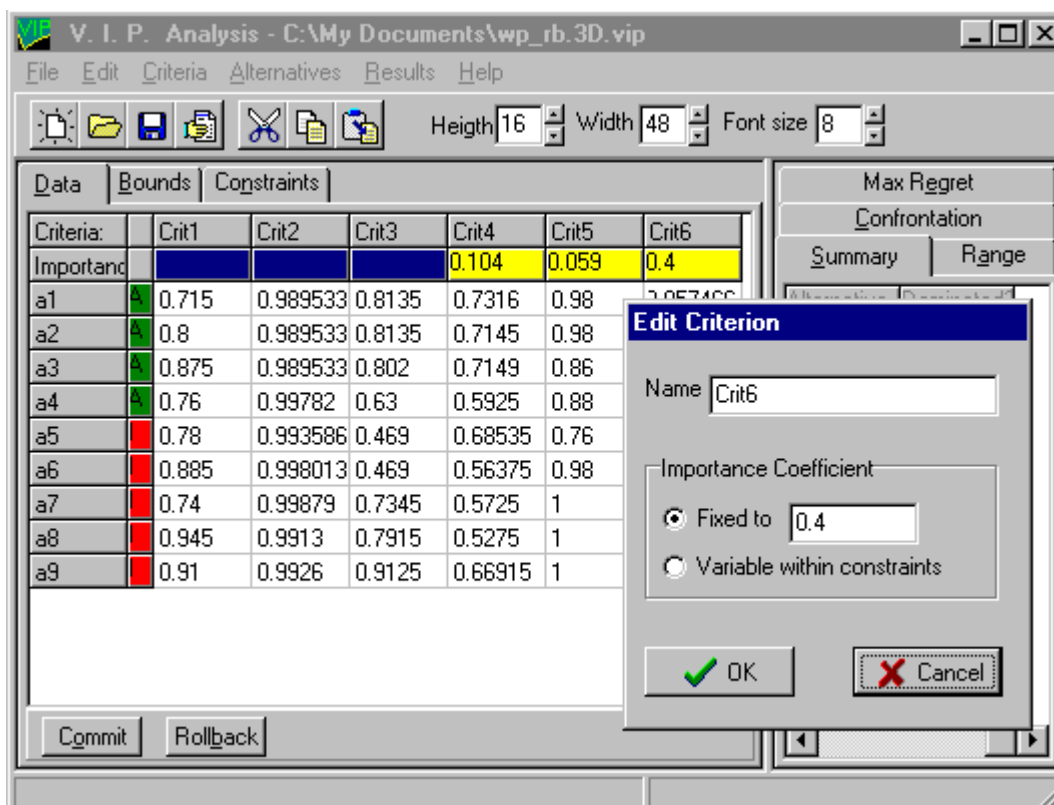 VIP V. I. P. Analysis - C:\My Documents\wp_rb.3D.vip
File Edit Criteria Alternatives Results Help
Heigth 16 Width 48 Font size 8
Data Bounds Constraints
Criteria: Crit1 Crit2 Crit3 Crit4 Crit5 Crit6
Importanc 0.104 0.059 0.4
a1 A 0.715 0.989533 0.8135 0.7316 0.98
a2 A 0.8 0.989533 0.8135 0.7145 0.98
a3 A 0.875 0.989533 0.802 0.7149 0.86
a4 A 0.76 0.99782 0.63 0.5925 0.88
a5 0.78 0.993586 0.469 0.68535 0.76
a6 0.885 0.998013 0.469 0.56375 0.98
a7 0.74 0.99879 0.7345 0.5725 1
a8 0.945 0.9913 0.7915 0.5275 1
a9 0.91 0.9926 0.9125 0.66915 1
Commit Rollback
Max Regret
Confrontation
Summary Range
Edit Criterion
Name Crit6
Importance Coefficient
Fixed to 0.4
Variable within constraints
OK Cancel